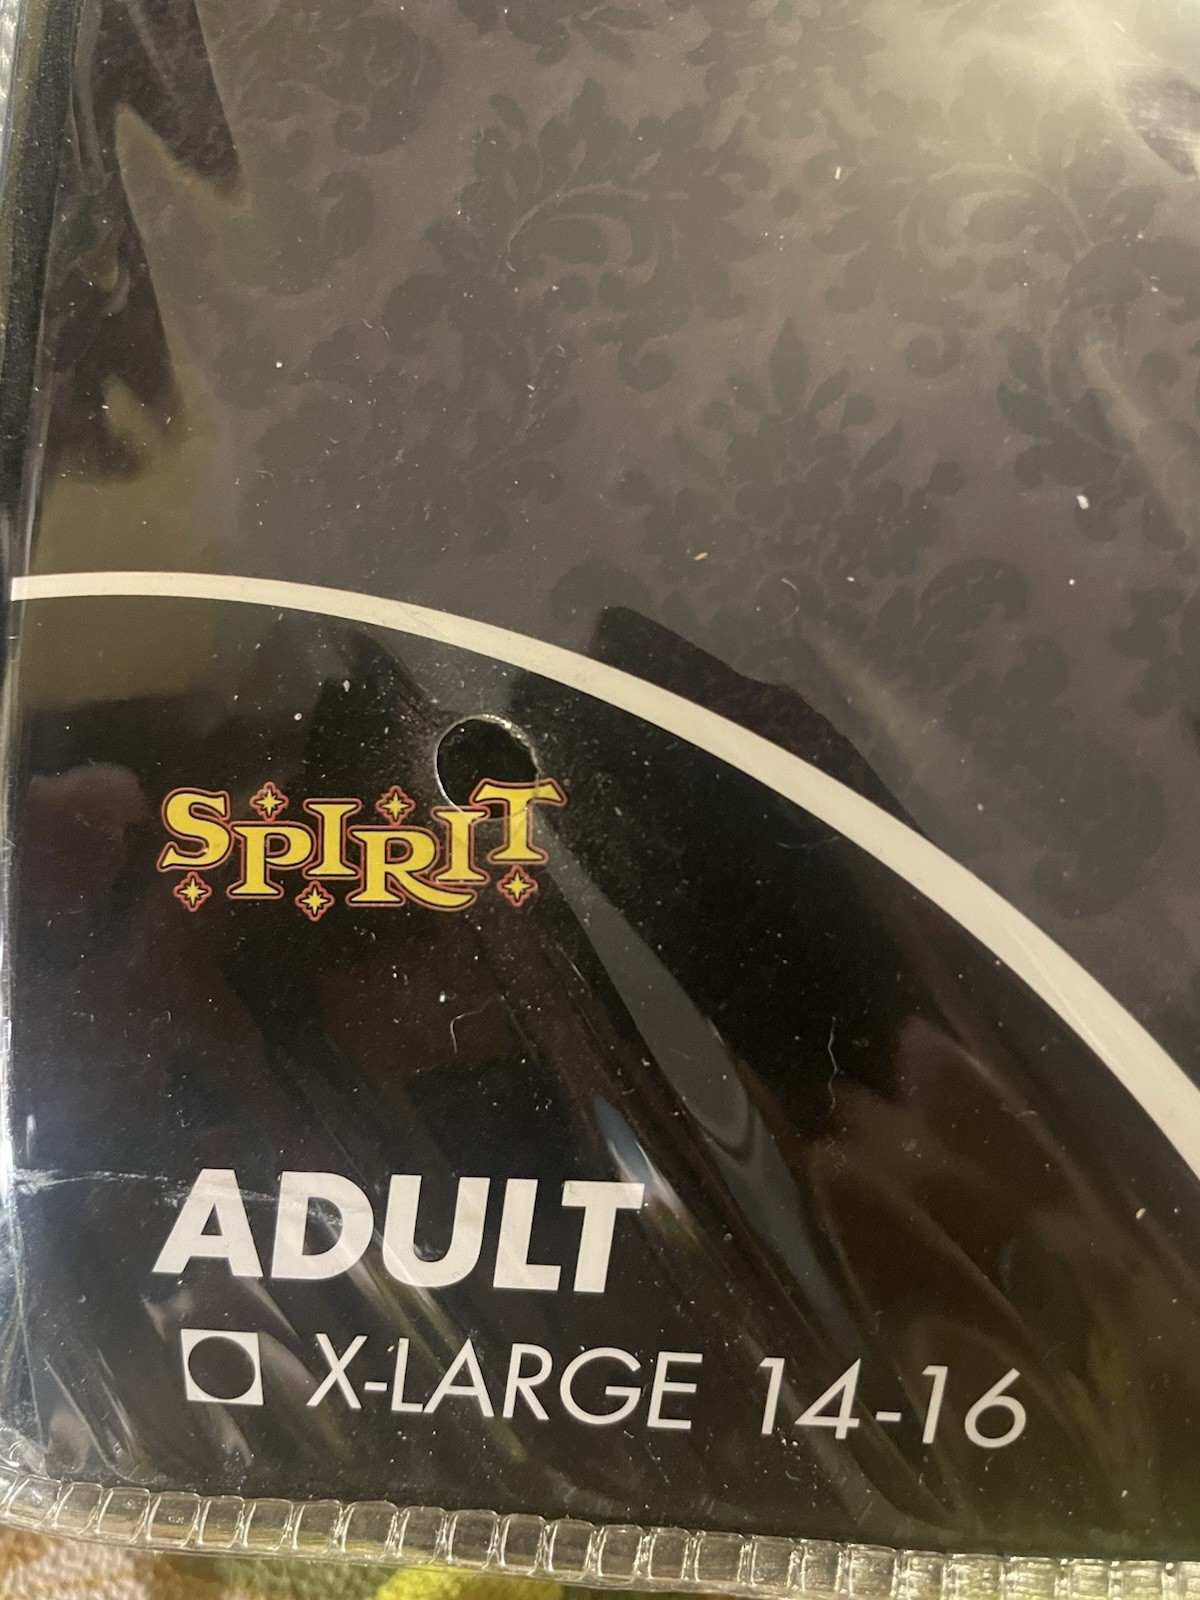 SPIRIT
ADULT
X-LARGE 14-16